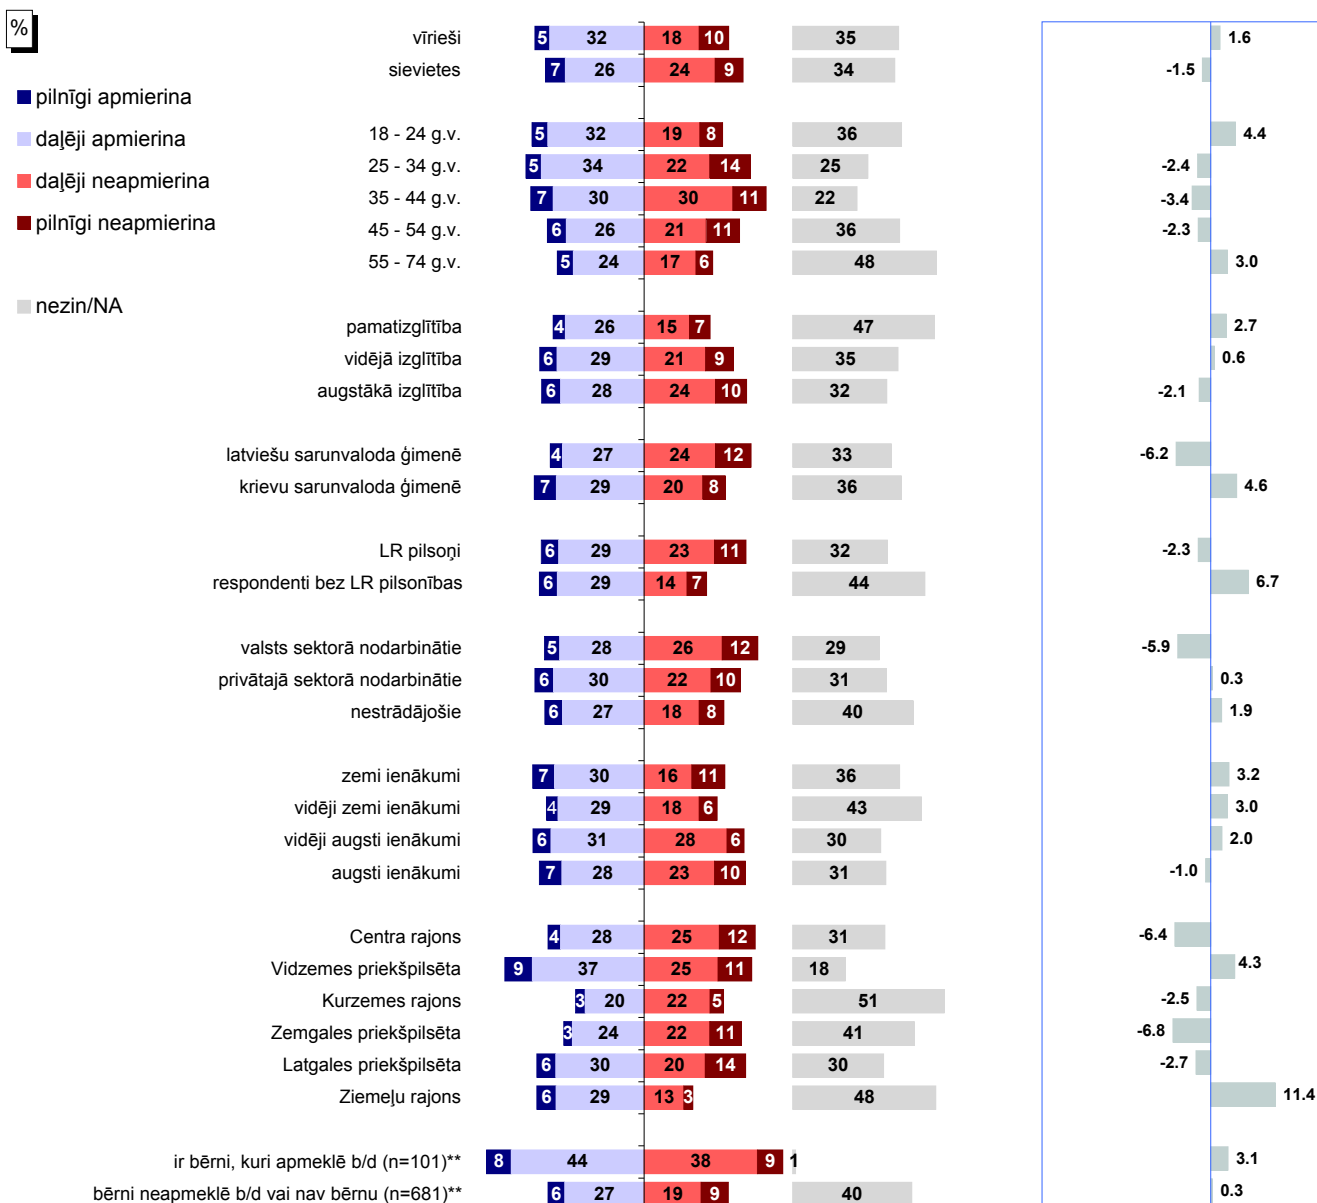 %
pilnīgi apmierina
daļēji apmierina
daļēji neapmierina
pilnīgi neapmierina
nezin/NA
vīrieši 5 32 18 10 35 1.6
sievietes 7 26 24 9 34 -1.5
18 - 24 g.v. 5 32 19 8 36 4.4
25 - 34 g.v. 5 34 22 14 25 -2.4
35 - 44 g.v. 7 30 30 11 22 -3.4
45 - 54 g.v. 6 26 21 11 36 -2.3
55 - 74 g.v. 5 24 17 6 48 3.0
pamatizglītība 4 26 15 7 47 2.7
vidējā izglītība 6 29 21 9 35 0.6
augstākā izglītība 6 28 24 10 32 -2.1
latviešu sarunvaloda ģimenē 4 27 24 12 33 -6.2
krievu sarunvaloda ģimenē 7 29 20 8 36 4.6
LR pilsoņi 6 29 23 11 32 -2.3
respondenti bez LR pilsonības 6 29 14 7 44 6.7
valsts sektorā nodarbinātie 5 28 26 12 29 -5.9
privātajā sektorā nodarbinātie 6 30 22 10 31 0.3
nestrādājošie 6 27 18 8 40 1.9
zemi ienākumi 7 30 16 11 36 3.2
vidēji zemi ienākumi 4 29 18 6 43 3.0
vidēji augsti ienākumi 6 31 28 6 30 2.0
augsti ienākumi 7 28 23 10 31 -1.0
Centra rajons 4 28 25 12 31 -6.4
Vidzemes priekšpilsēta 9 37 25 11 18 4.3
Kurzemes rajons 3 20 22 5 51 -2.5
Zemgales priekšpilsēta 3 24 22 11 41 -6.8
Latgales priekšpilsēta 6 30 20 14 30 -2.7
Ziemeļu rajons 6 29 13 3 48 11.4
ir bērni, kuri apmeklē b/d (n=101)** 8 44 38 9 1 3.1
bērni neapmeklē b/d vai nav bērnu (n=681)** 6 27 19 9 40 0.3